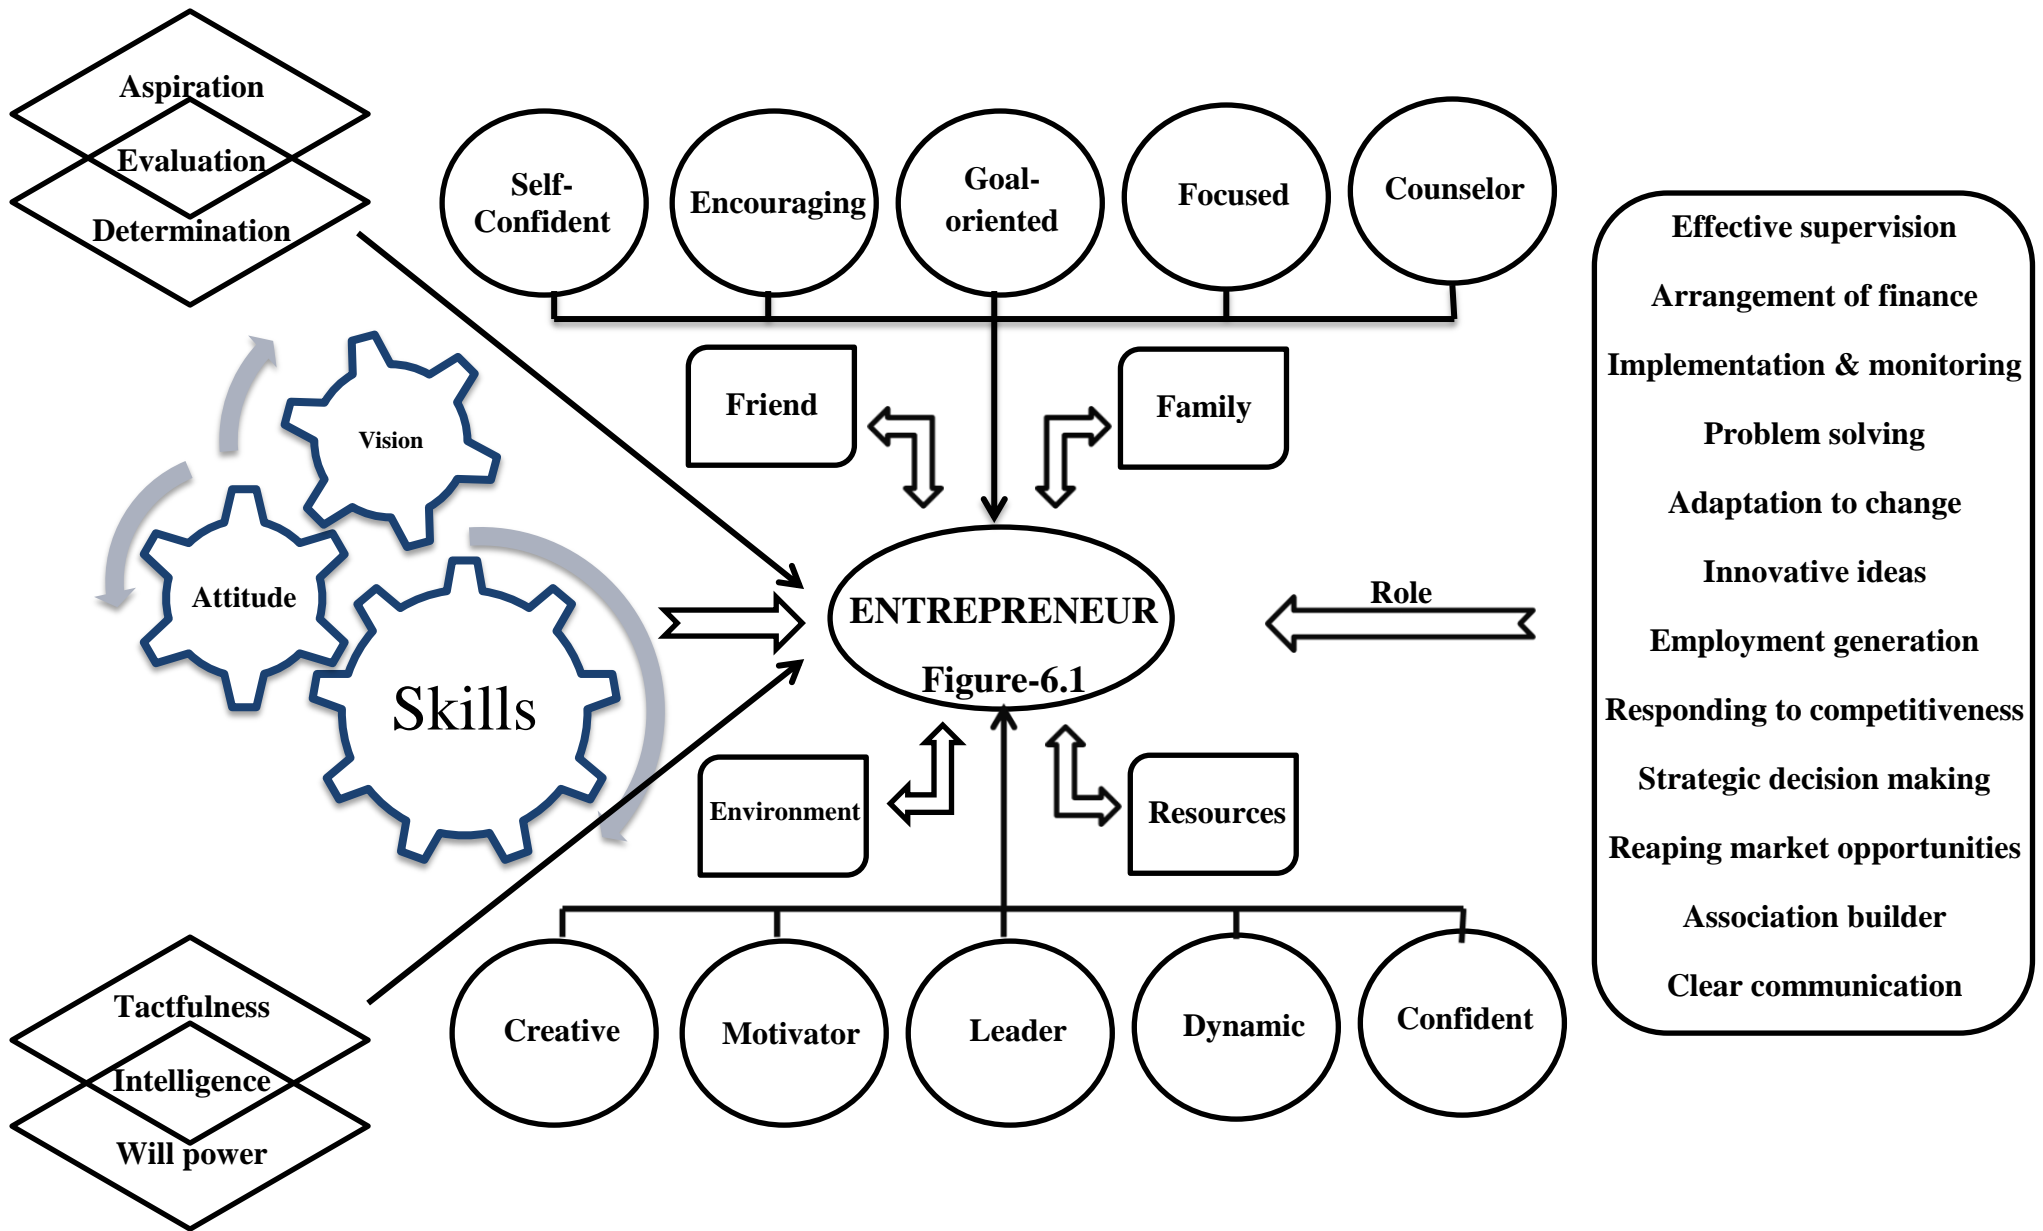 Aspiration
Evaluation
Determination
Self-
Confident
Encouraging
Goal-
oriented
Focused
Counselor
Effective supervision
Arrangement of finance
Implementation & monitoring
Problem solving
Adaptation to change
Innovative ideas
Employment generation
Responding to competitiveness
Strategic decision making
Reaping market opportunities
Association builder
Clear communication
Vision
Attitude
Skills
Friend
Family
ENTREPRENEUR
Figure-6.1
Role
Environment
Resources
Tactfulness
Intelligence
Will power
Creative
Motivator
Leader
Dynamic
Confident